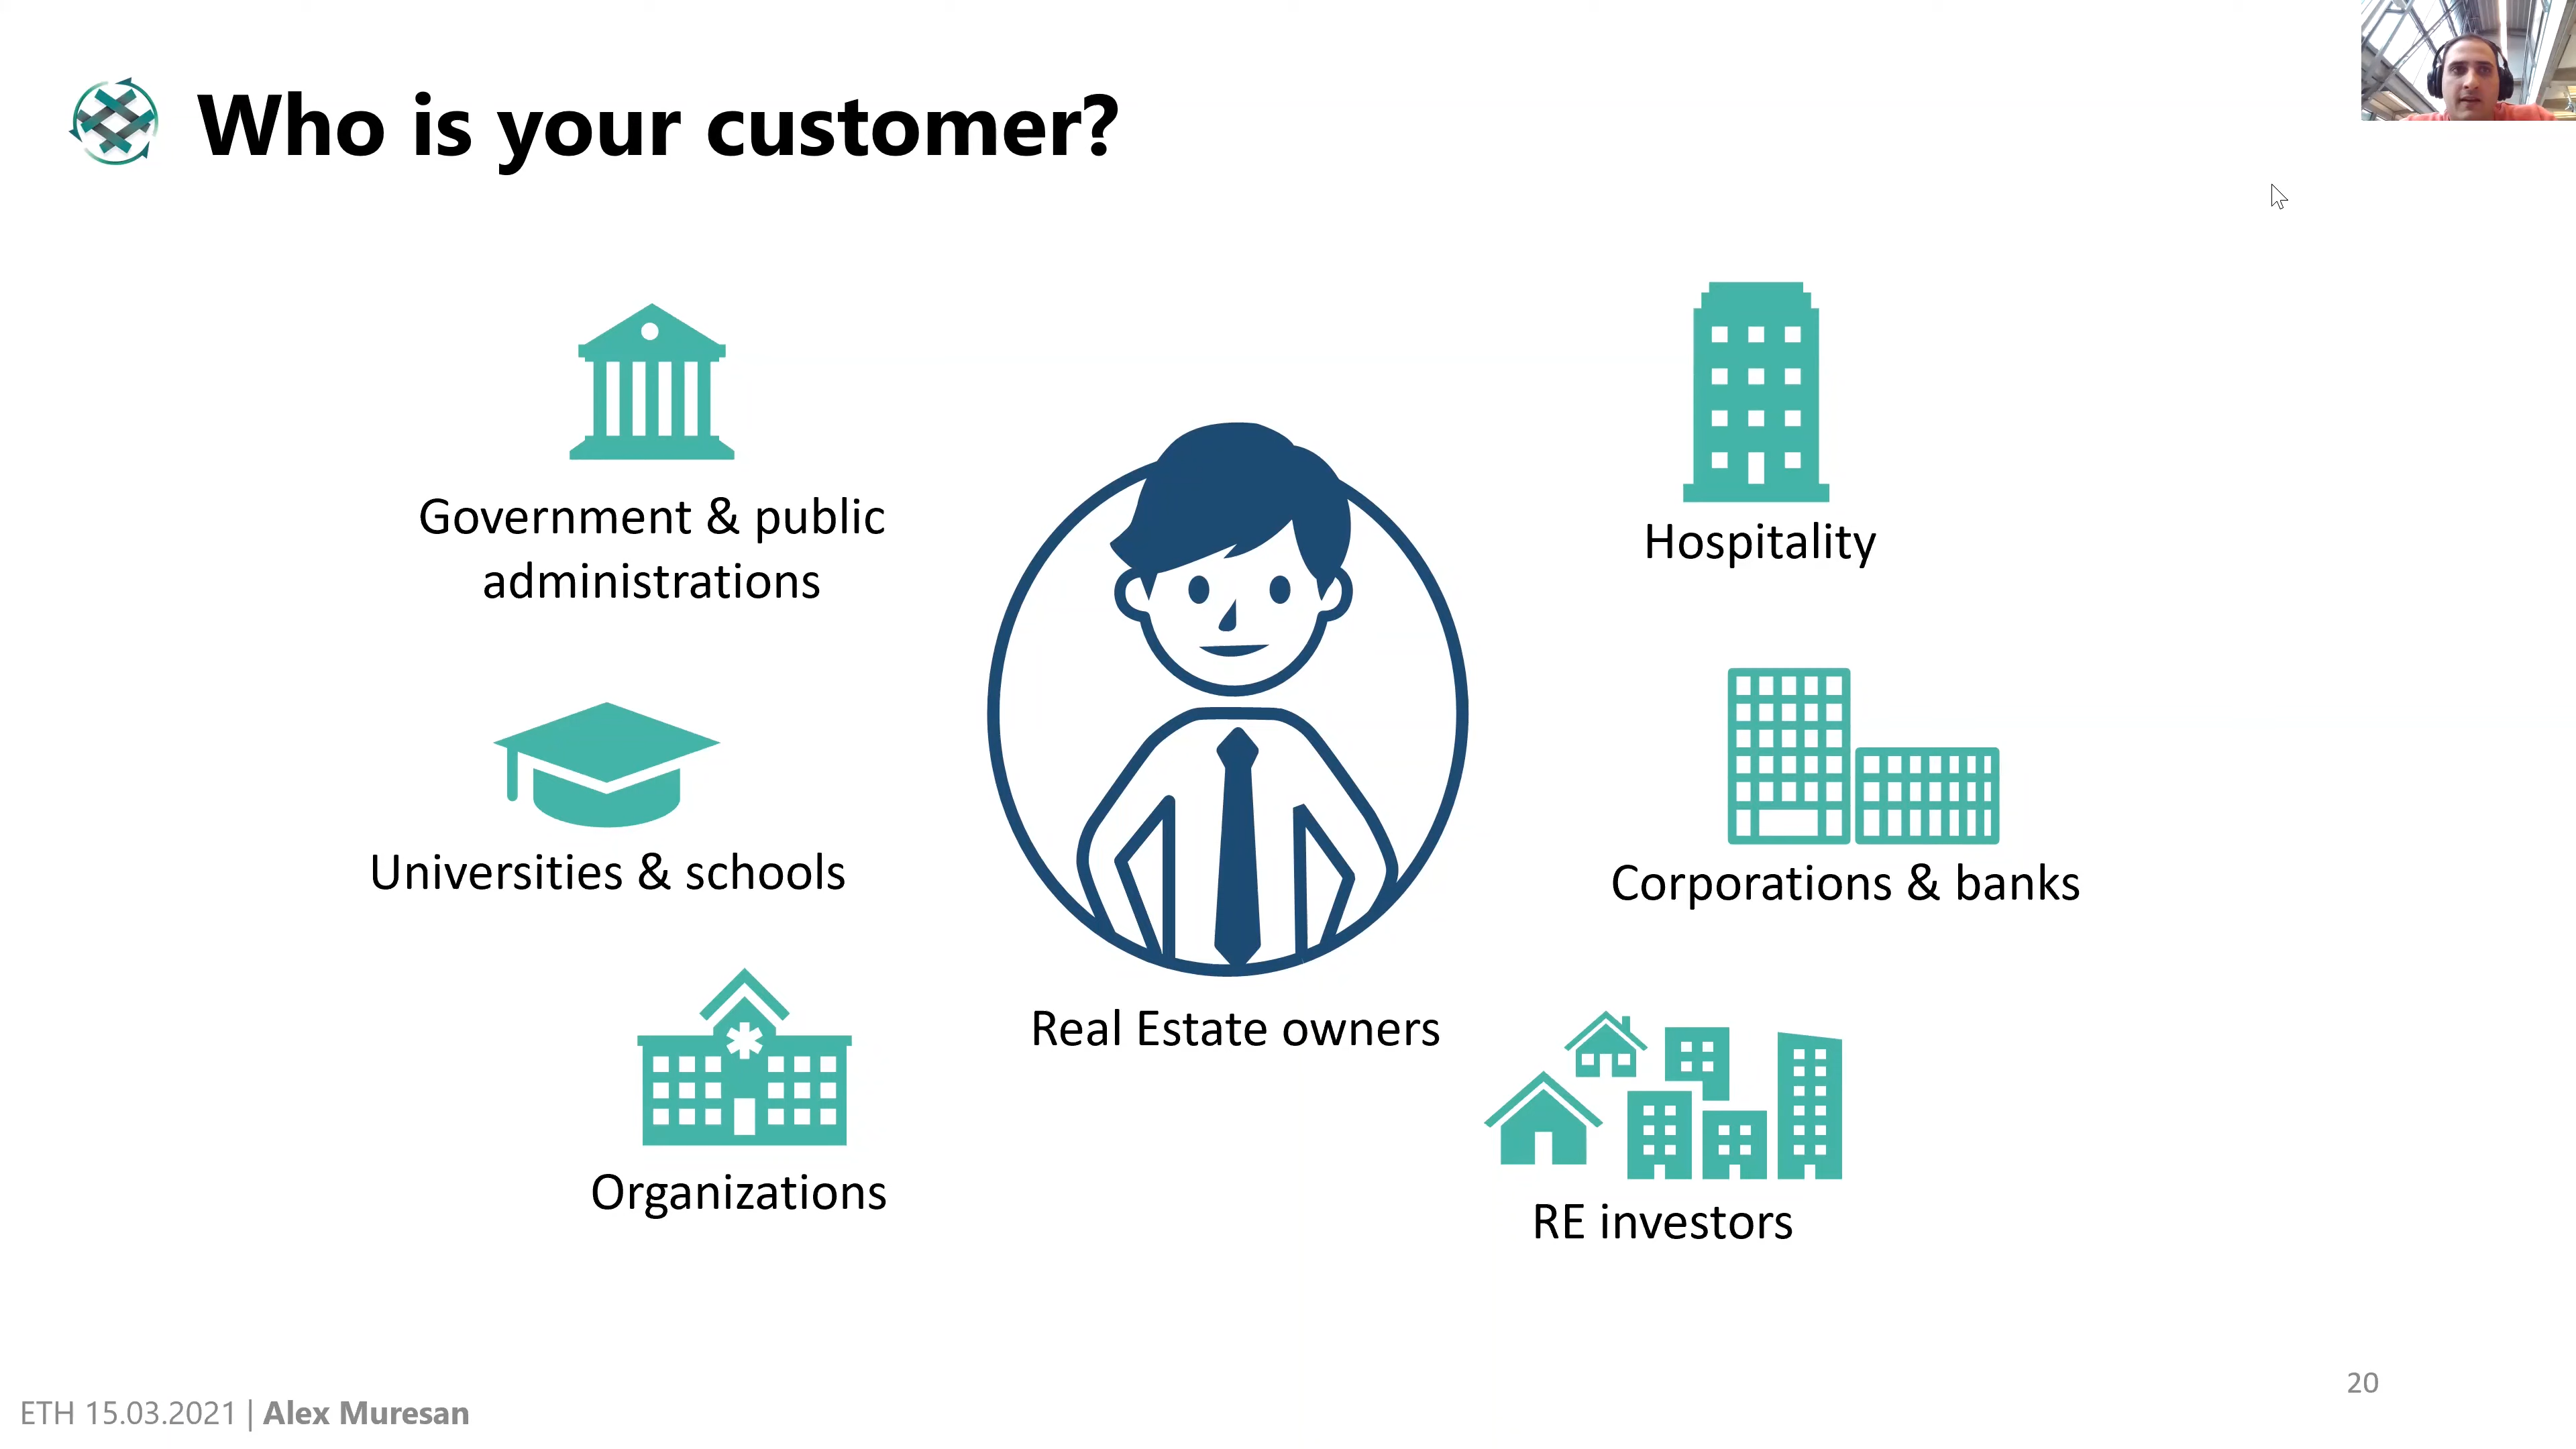 Who is your customer?
Government & public
administrations
Hospitality
Universities & schools
Corporations & banks
Real Estate owners
Organizations
RE investors
ETH 15.03.2021 | Alex Muresan
20